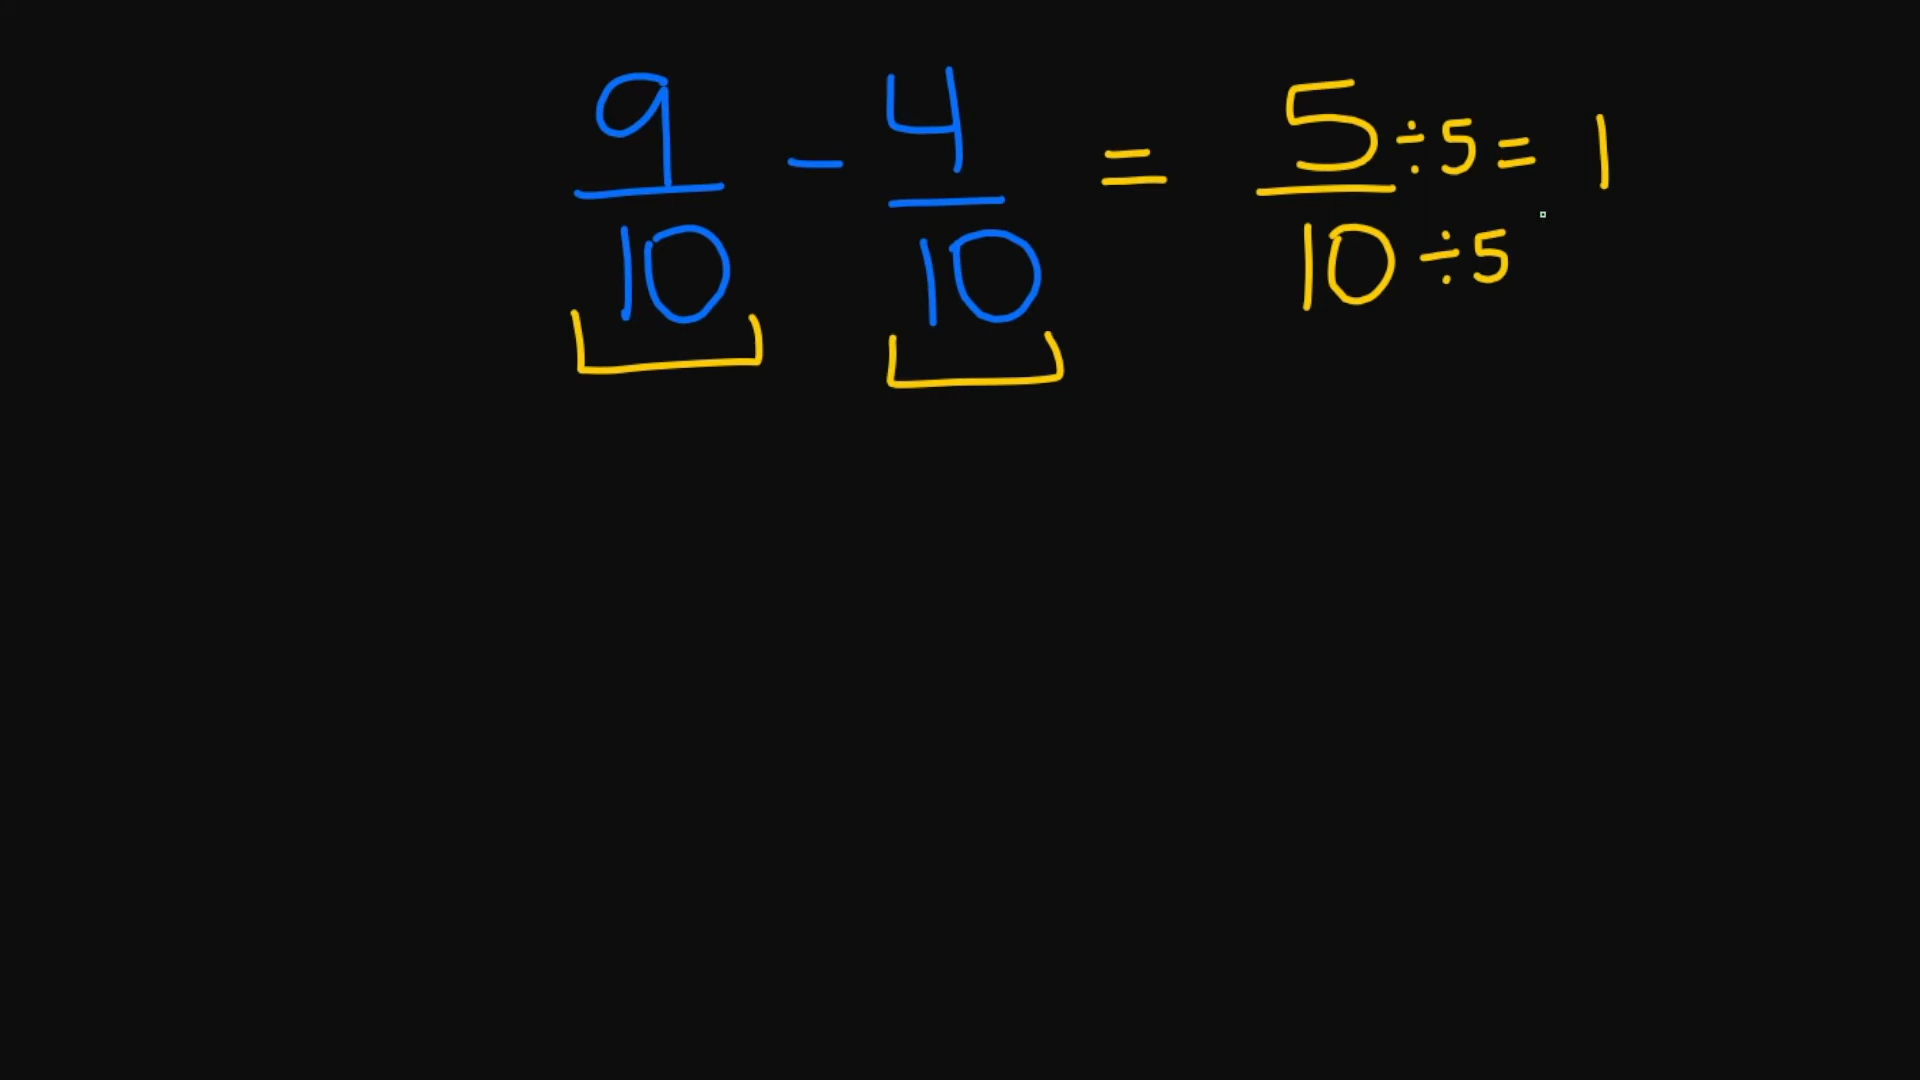 9/10 - 4/10 = 5/10 ÷5 = 1
÷5